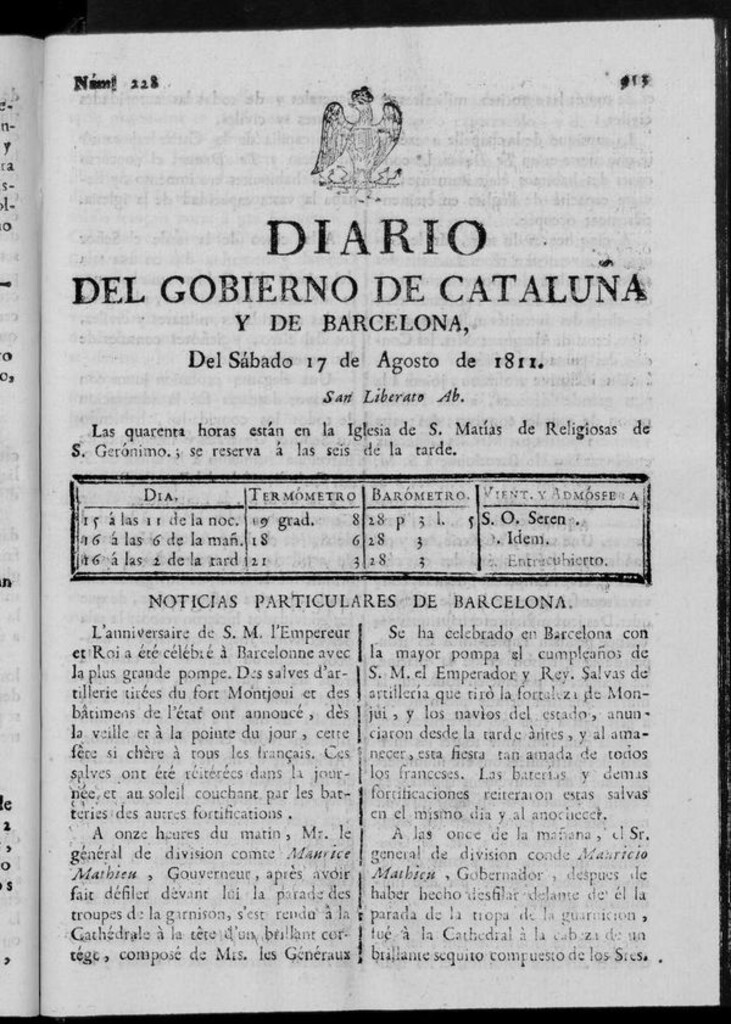 Núm. 228
913
DIARIO
DEL GOBIERNO DE CATALUÑA
Y DE BARCELONA,
Del Sábado 17 de Agosto de 1811.
San Liberato Ab.
Las quarenta horas están en la Iglesia de S. Matías de Religiosas de
S. Gerónimo.; se reserva á las seis de la tarde.
DIA. TERMÓMETRO BARÓMETRO. VIENT. Y ADMÓSFERA
15 á las 11 de la noc. 19 grad. 8 28 p 3 l. 5 S. O. Seren .
16 á las 6 de la mañ. 18 6 28 3 Idem.
16 á las 2 de la tard 21 3 28 3 Entrecubierto.
NOTICIAS PARTICULARES DE BARCELONA.
L'anniversaire de S. M. l'Empereur
et Roi a été célébié à Barcelonne avec
la plus grande pompe. Des salves d'ar-
tillerie tirées du fort Montjoui et des
bâtimens de l'état ont annoucé, dès
la veille et à la pointe du jour, cette
fête si chère à tous les français. Ces
salves ont été réitérées dans la jour-
née, et au soleil couchant par les bat-
teries des autres fortifications.
A onze heures du matin, Mr. le
général de division comte Maurice
Mathieu, Gouverneur, après avoir
fait défiler devant lui la parade des
troupes de la garnison, s'est rendu à la
Cathédrale à la tête d'un brillant cor-
tége, composé de Mrs. les Généraux
Se ha celebrado en Barcelona con
la mayor pompa el cumpleaños de
S. M. el Emperador y Rey. Salvas de
artillería que tiró la fortaleza de Mon-
jui, y los navios del estado, anun-
ciaron desde la tarde ántes, y al ama-
necer, esta fiesta tan amada de todos
los franceses. Las baterías y demas
fortificaciones reiteraron estas salvas
en el mismo dia y al anochecer.
A las once de la mañana, el Sr.
general de division conde Mauricio
Mathieu, Gobernador, despues de
haber hecho desfilar delante de él la
parada de la tropa de la guarnicion,
fué à la Cathedral à la cabeza de un
brillante sequito compuesto de los Sres.